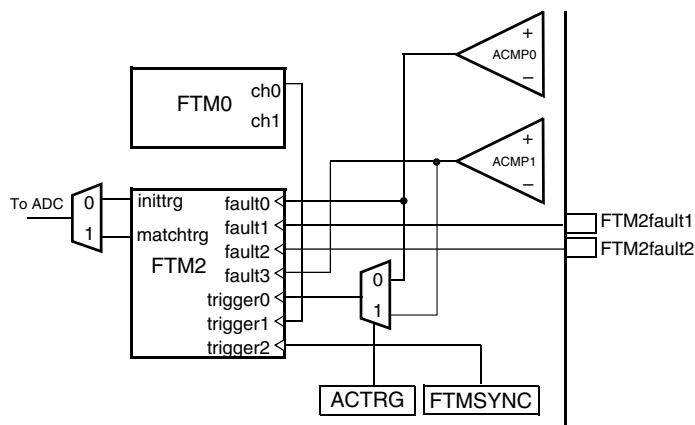 +
ACMP0
−
ch0
FTM0
ch1
+
ACMP1
−
To ADC
0
1
inittrg
matchtrg
FTM2
fault0
fault1
fault2
fault3
trigger0
trigger1
trigger2
FTM2fault1
FTM2fault2
0
1
ACTRG
FTMSYNC